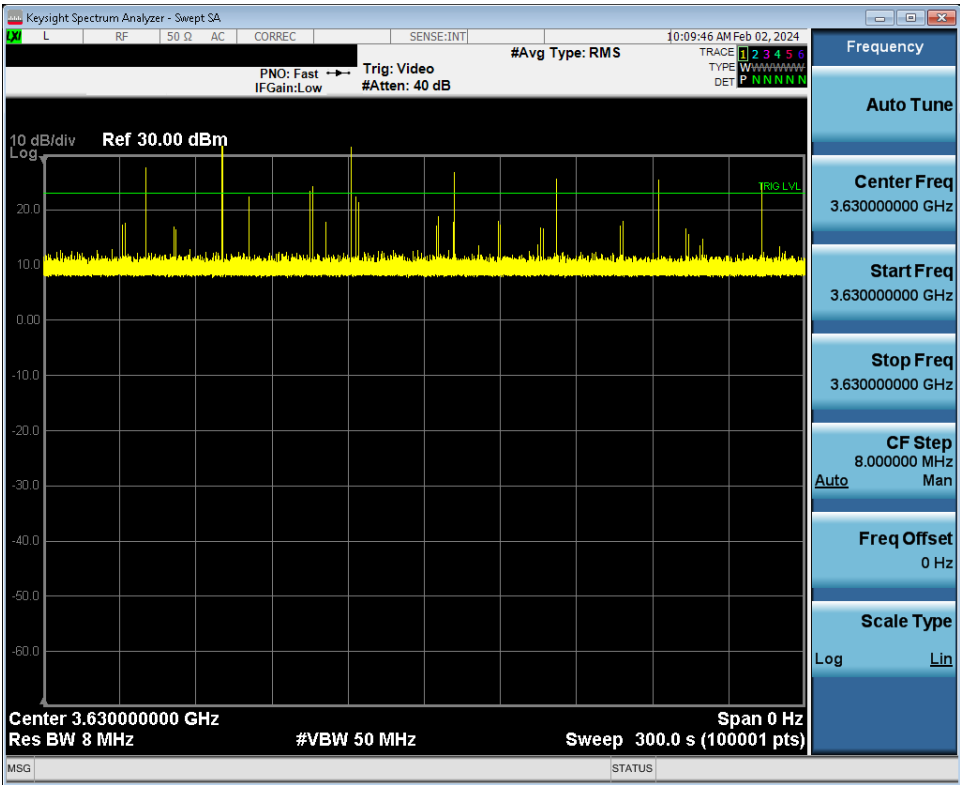 Keysight Spectrum Analyzer - Swept SA
LXI L RF 50 Ω AC CORREC SENSE:INT 10:09:46 AM Feb 02, 2024
Frequency
#Avg Type: RMS
TRACE 1 2 3 4 5 6
PNO: Fast Trig: Video
TYPE W W W W W W
IFGain:Low #Atten: 40 dB
DET P N N N N N
Auto Tune
10 dB/div Ref 30.00 dBm
Log
TRIG LVL
Center Freq
3.630000000 GHz
20.0
10.0
Start Freq
3.630000000 GHz
0.00
-10.0
Stop Freq
3.630000000 GHz
-20.0
CF Step
8.000000 MHz
Auto Man
-30.0
-40.0
Freq Offset
0 Hz
-50.0
Scale Type
-60.0
Log Lin
Center 3.630000000 GHz Span 0 Hz
Res BW 8 MHz #VBW 50 MHz Sweep 300.0 s (100001 pts)
MSG STATUS